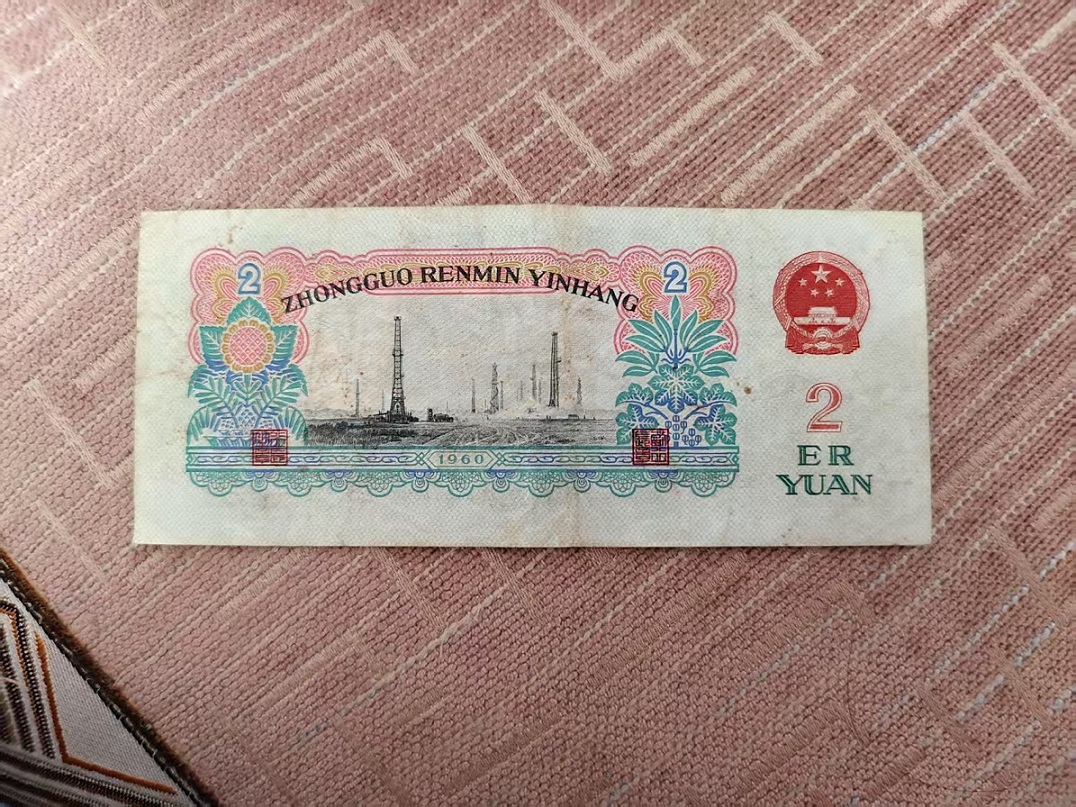 2 2
ZHONGGUO RENMIN YINHANG
1960
2
ER
YUAN